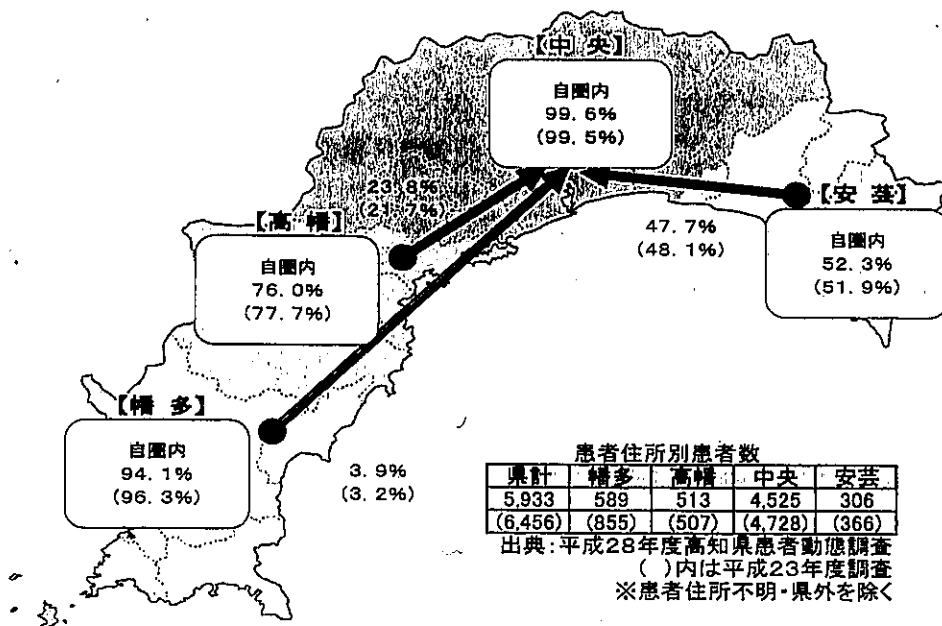 【中 央】
自圏内
99.6%
(99.5%)
23.8%
(21.7%)
【高 幡】
自圏内
76.0%
(77.7%)
【安 芸】
47.7%
(48.1%)
自圏内
52.3%
(51.9%)
【幡 多】
自圏内
94.1%
(96.3%)
3.9%
(3.2%)
患者住所別患者数
県計 幡多 高幡 中央 安芸
5,933 589 513 4,525 306
(6,456) (855) (507) (4,728) (366)
出典:平成28年度高知県患者動態調査
( )内は平成23年度調査
※患者住所不明・県外を除く